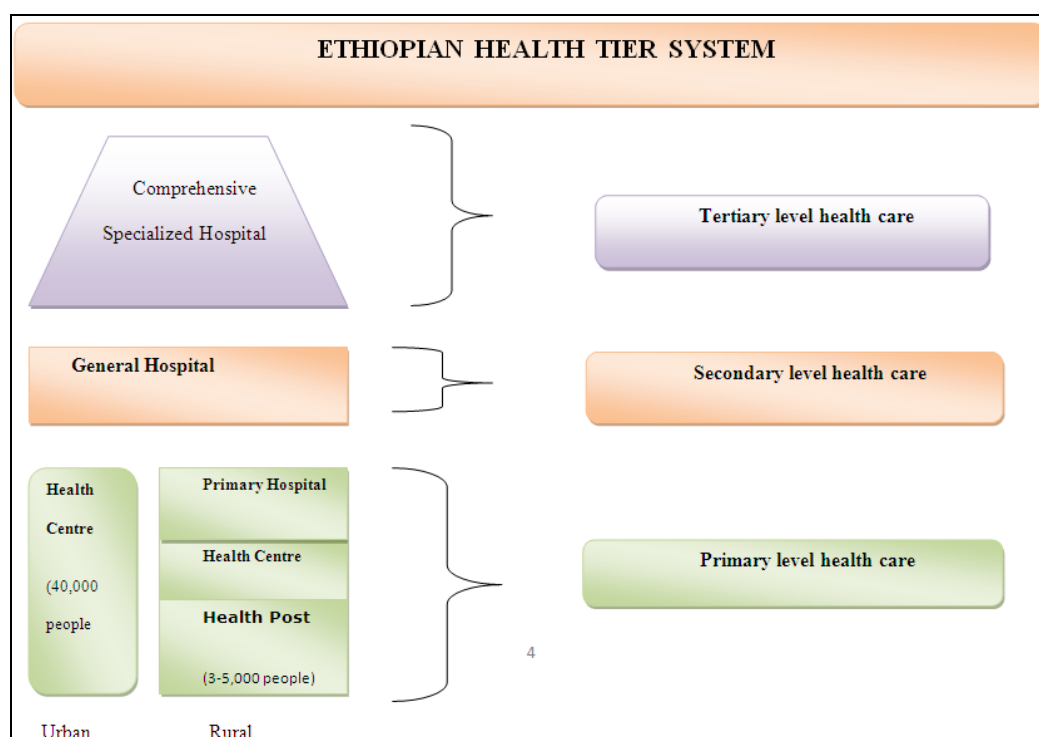 ETHIOPIAN HEALTH TIER SYSTEM
Comprehensive
Specialized Hospital
Tertiary level health care
General Hospital
Secondary level health care
Health
Centre
(40,000
people
Primary Hospital
Health Centre
Health Post
(3-5,000 people)
Primary level health care
4
Urban
Rural